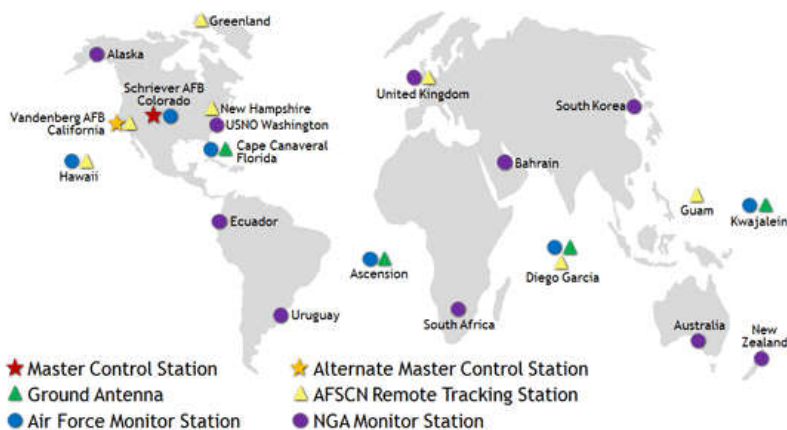 Greenland
Alaska
Schriever AFB
Colorado
Vandenberg AFB
California
New Hampshire
USNO Washington
Cape Canaveral
Florida
Hawaii
United Kingdom
South Korea
Bahrain
Guam
Kwajalein
Ecuador
Ascension
Diego Garcia
Uruguay
South Africa
Australia
New
Zealand
Master Control Station
Alternate Master Control Station
Ground Antenna
AFSCN Remote Tracking Station
Air Force Monitor Station
NGA Monitor Station